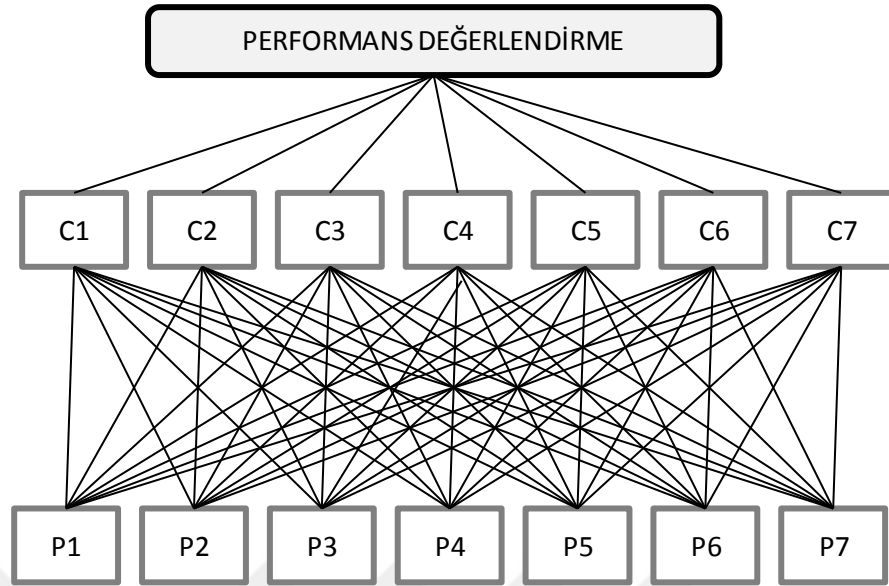 PERFORMANS DEĞERLENDİRME
C1 C2 C3 C4 C5 C6 C7
P1 P2 P3 P4 P5 P6 P7